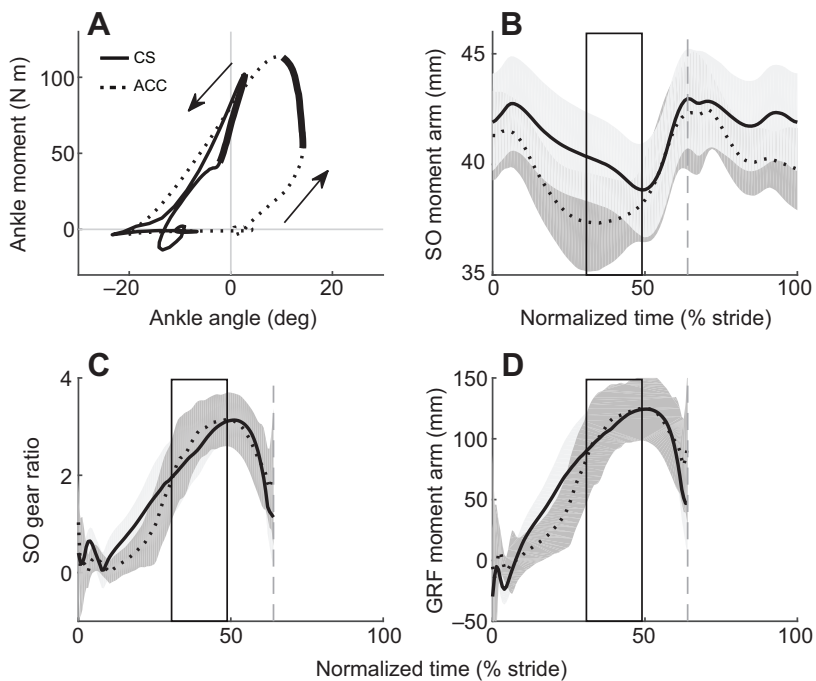 A
CS
ACC
100
50
0
–20
0
20
Ankle moment (N m)
Ankle angle (deg)
B
45
40
35
0
50
100
SO moment arm (mm)
Normalized time (% stride)
C
4
2
0
0
50
100
SO gear ratio
D
150
100
50
0
–50
0
50
100
GRF moment arm (mm)
Normalized time (% stride)